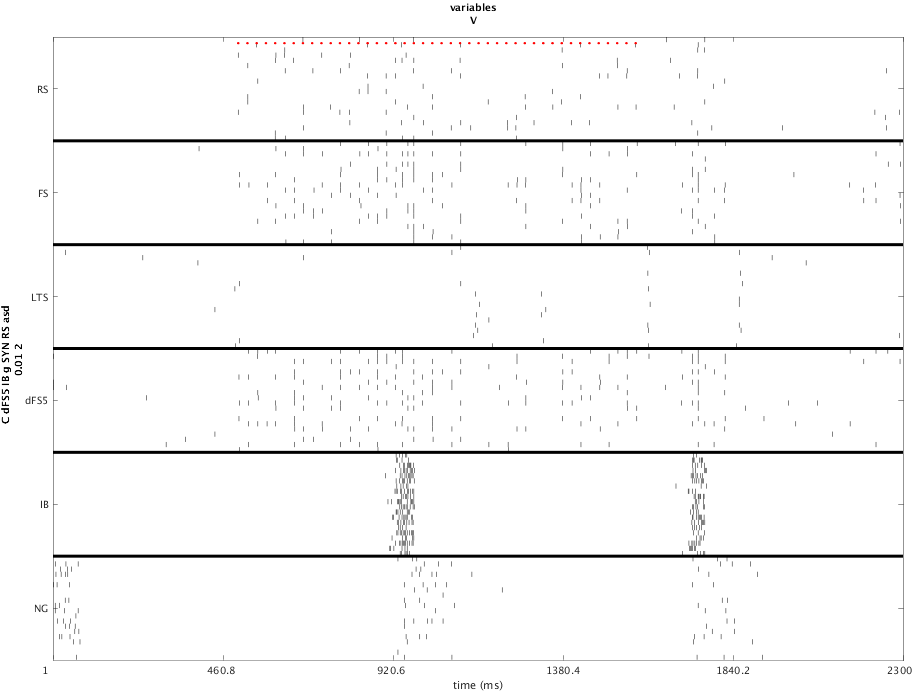 variables
V
C dFS5 IB g SYN RS asd
0.01 2
RS
FS
LTS
dFS5
IB
NG
1 460.8 920.6 1380.4 1840.2 2300
time (ms)